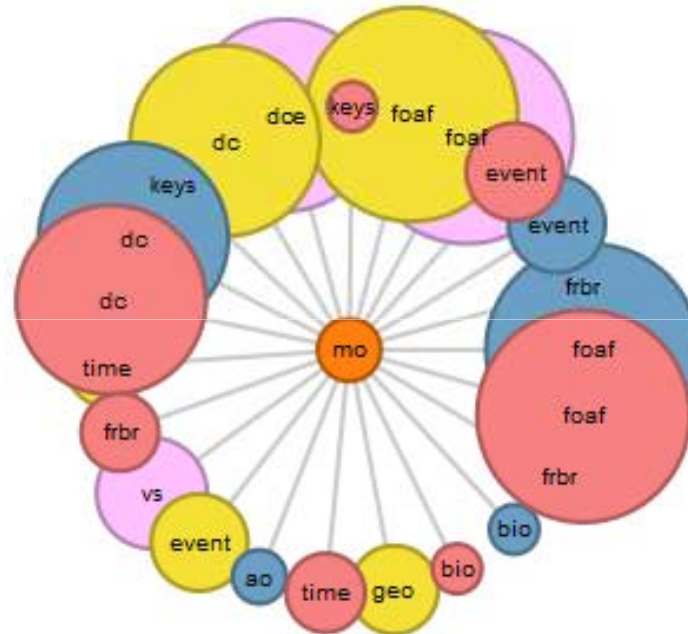 keys
foaf
dce
foaf
dc
event
keys
event
dc
frbr
dc
mo
foaf
time
foaf
frbr
frbr
vs
bio
event
ao
time
geo
bio